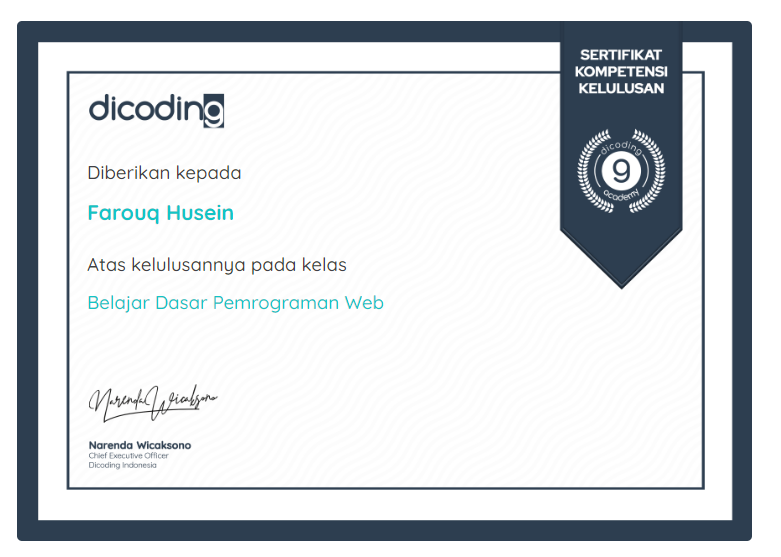 SERTIFIKAT
KOMPETENSI
KELULUSAN
dicoding
academy
dicoding
Diberikan kepada
Farouq Husein
Atas kelulusannya pada kelas
Belajar Dasar Pemrograman Web
Narenda Wicaksono
Narenda Wicaksono
Chief Executive Officer
Dicoding Indonesia